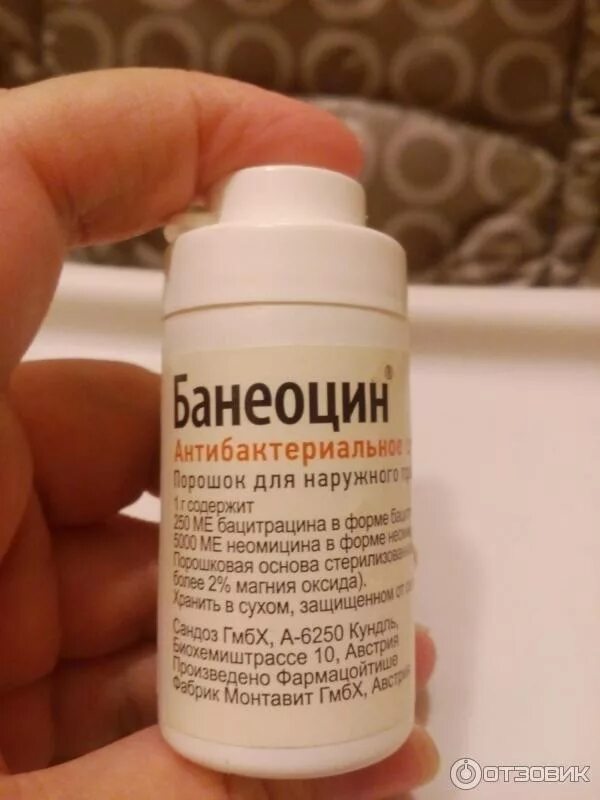 Банеоцин®
Антибактериальное
Порошок для наружного
1 г содержит
250 МЕ бацитрацина в форме
5000 МЕ неомицина в форме
Порошковая основа
более 2% магния оксида).
Хранить в сухом, защищенном от
Сандоз ГмбХ, А-6250 Кундль,
Биохемиштрассе 10, Австрия
Произведено Фармацойтише
Фабрик Монтавит ГмбХ,
ОТЗОВИК